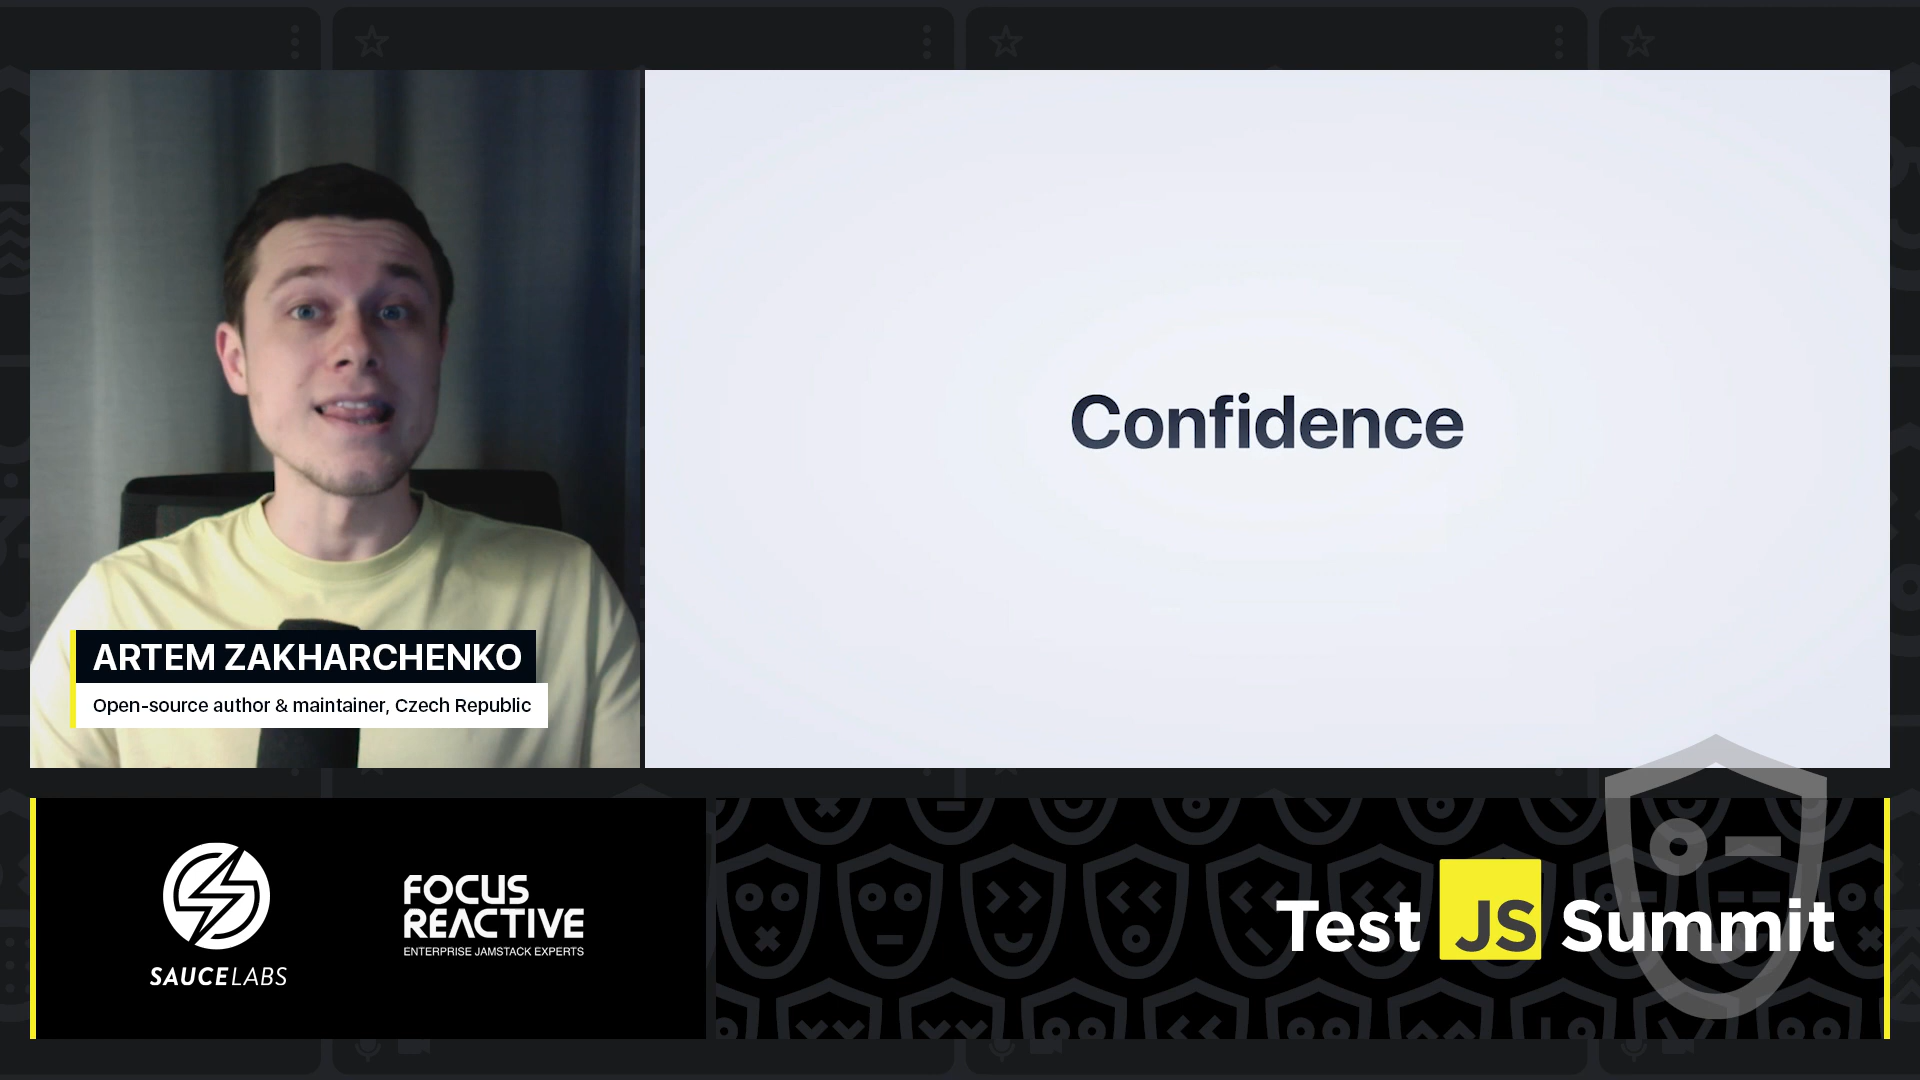 Confidence
ARTEM ZAKHARCHENKO
Open-source author & maintainer, Czech Republic
SAUCELABS
FOCUS
REACTIVE
ENTERPRISE JAMSTACK EXPERTS
Test JS Summit